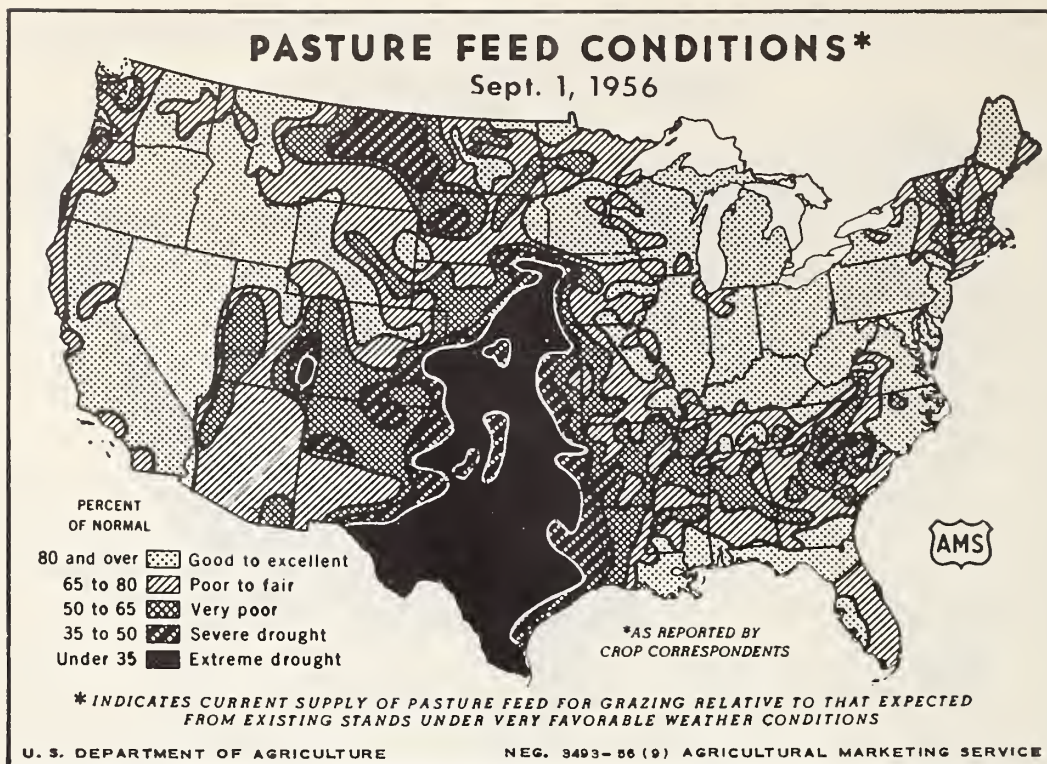 PASTURE FEED CONDITIONS*
Sept. 1, 1956
PERCENT
OF NORMAL
80 and over Good to excellent
65 to 80 Poor to fair
50 to 65 Very poor
35 to 50 Severe drought
Under 35 Extreme drought
AMS
*AS REPORTED BY
CROP CORRESPONDENTS
* INDICATES CURRENT SUPPLY OF PASTURE FEED FOR GRAZING RELATIVE TO THAT EXPECTED
FROM EXISTING STANDS UNDER VERY FAVORABLE WEATHER CONDITIONS
U. S. DEPARTMENT OF AGRICULTURE NEG. 3493-56 (9) AGRICULTURAL MARKETING SERVICE